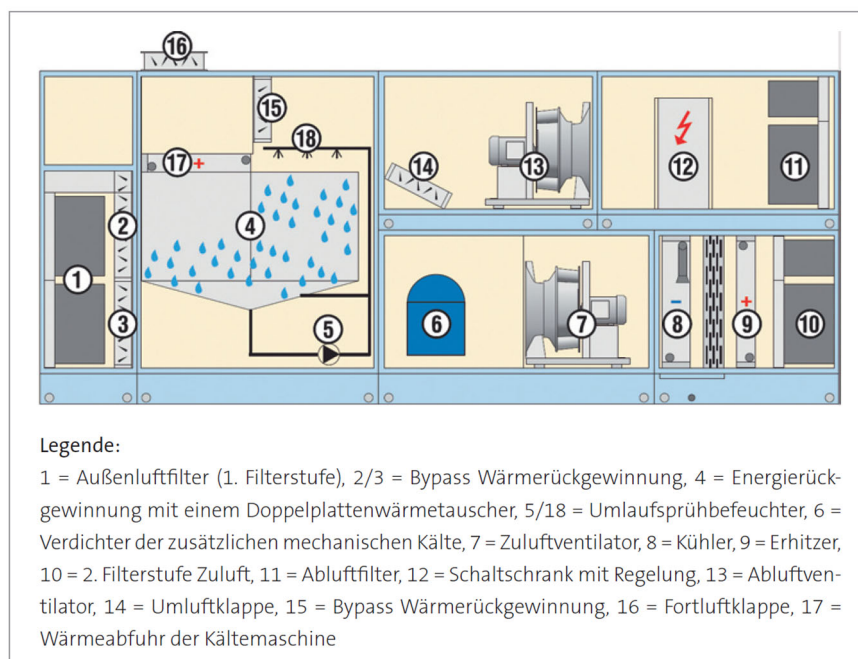 16
15
18
17 +
14
13
12
11
2
4
1
3
5
6
7
8 −
9 +
10
Legende:
1 = Außenluftfilter (1. Filterstufe), 2/3 = Bypass Wärmerückgewinnung, 4 = Energierück-
gewinnung mit einem Doppelplattenwärmetauscher, 5/18 = Umlaufsprühbefeuchter, 6 =
Verdichter der zusätzlichen mechanischen Kälte, 7 = Zuluftventilator, 8 = Kühler, 9 = Erhitzer,
10 = 2. Filterstufe Zuluft, 11 = Abluftfilter, 12 = Schaltschrank mit Regelung, 13 = Abluftven-
tilator, 14 = Umluftklappe, 15 = Bypass Wärmerückgewinnung, 16 = Fortluftklappe, 17 =
Wärmeabfuhr der Kältemaschine